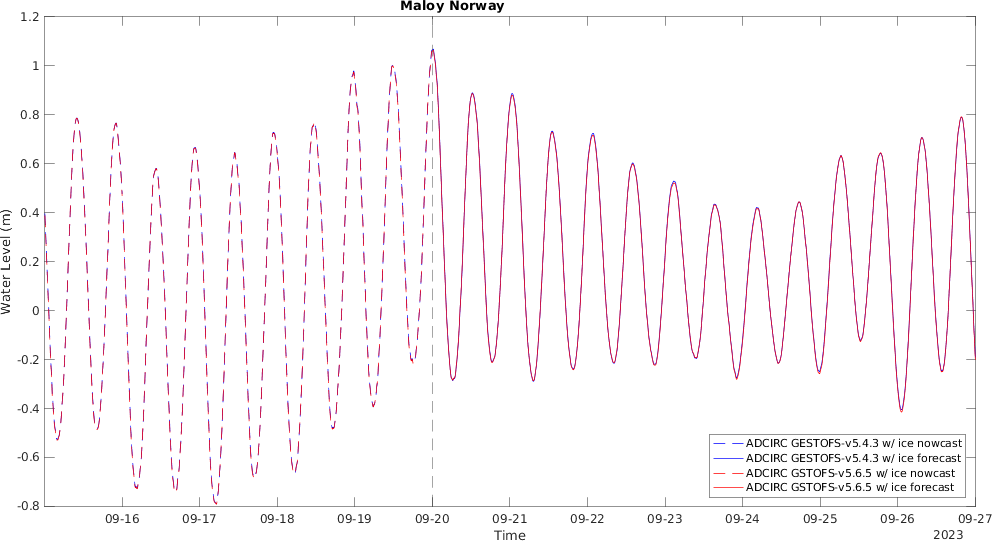 Maloy Norway
1.2
1
0.8
0.6
0.4
0.2
0
-0.2
-0.4
-0.6
-0.8
Water Level (m)
ADCIRC GESTOFS-v5.4.3 w/ ice nowcast
ADCIRC GESTOFS-v5.4.3 w/ ice forecast
ADCIRC GSTOFS-v5.6.5 w/ ice nowcast
ADCIRC GSTOFS-v5.6.5 w/ ice forecast
09-16 09-17 09-18 09-19 09-20 09-21 09-22 09-23 09-24 09-25 09-26 09-27
Time
2023